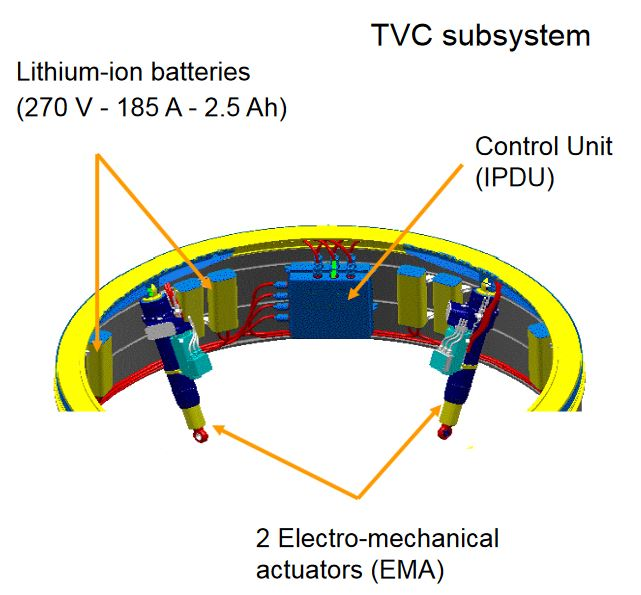 TVC subsystem
Lithium-ion batteries
(270 V - 185 A - 2.5 Ah)
Control Unit
(IPDU)
2 Electro-mechanical
actuators (EMA)